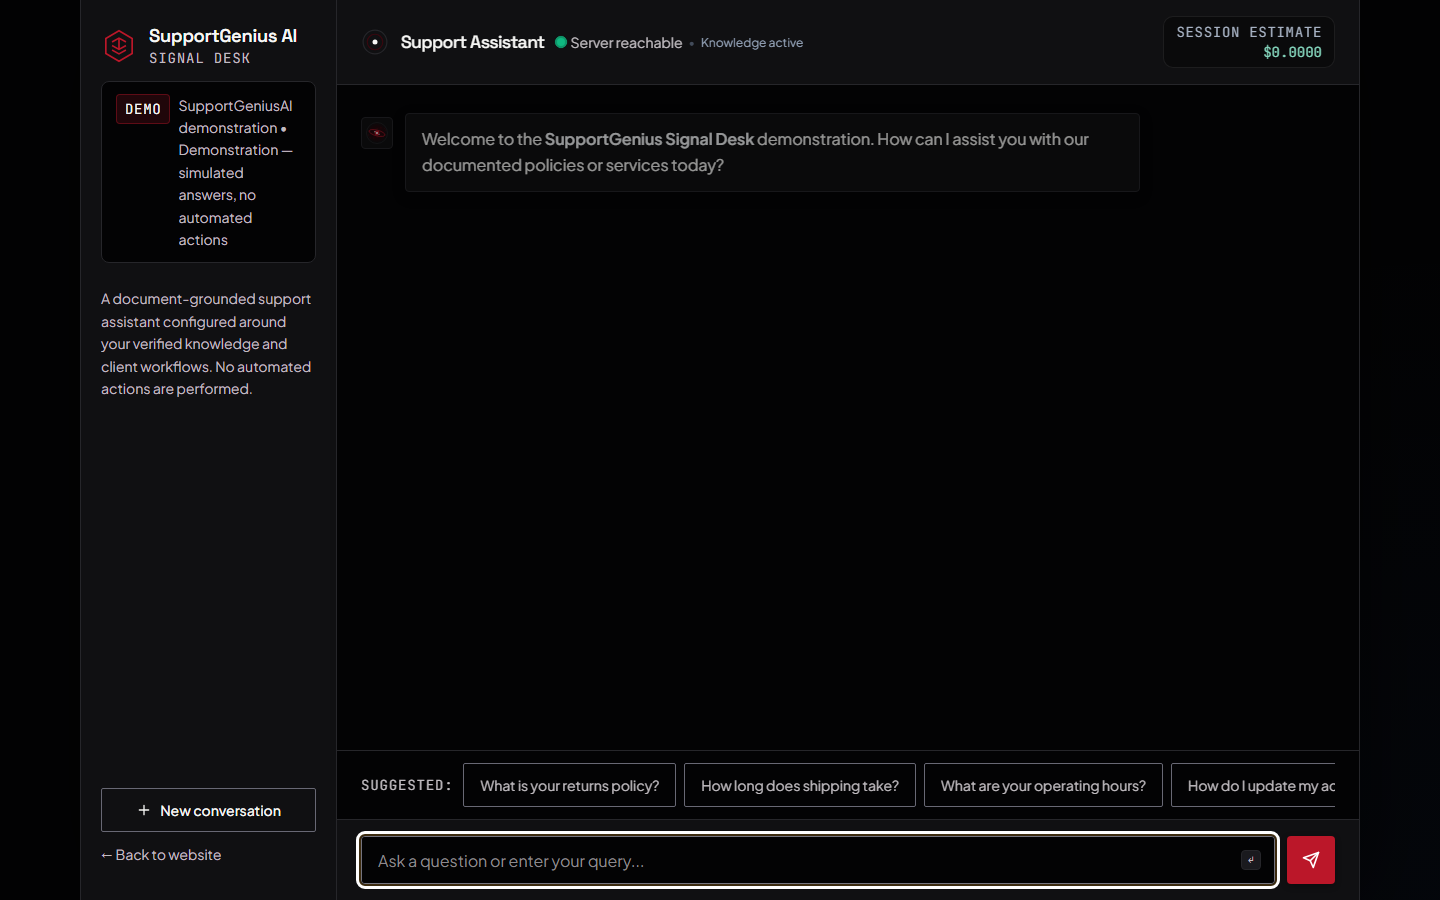 SupportGenius AI
SIGNAL DESK
DEMO
SupportGeniusAI
demonstration •
Demonstration —
simulated
answers, no
automated
actions
A document-grounded support
assistant configured around
your verified knowledge and
client workflows. No automated
actions are performed.
+ New conversation
← Back to website
Support Assistant
Server reachable
• Knowledge active
SESSION ESTIMATE
$0.0000
Welcome to the SupportGenius Signal Desk demonstration. How can I assist you with our
documented policies or services today?
SUGGESTED:
What is your returns policy?
How long does shipping take?
What are your operating hours?
How do I update my ac
Ask a question or enter your query...
↵